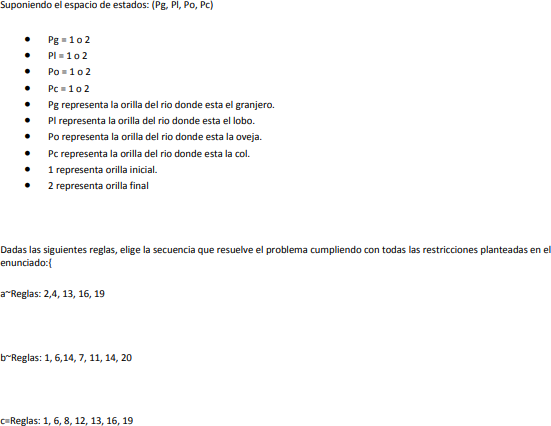 Suponiendo el espacio de estados: (Pg, Pl, Po, Pc)
• Pg = 1 o 2
• Pl = 1 o 2
• Po = 1 o 2
• Pc = 1 o 2
• Pg representa la orilla del rio donde esta el granjero.
• Pl representa la orilla del rio donde esta el lobo.
• Po representa la orilla del rio donde esta la oveja.
• Pc representa la orilla del rio donde esta la col.
• 1 representa orilla inicial.
• 2 representa orilla final
Dadas las siguientes reglas, elige la secuencia que resuelve el problema cumpliendo con todas las restricciones planteadas en el
enunciado:{
a~Reglas: 2,4, 13, 16, 19
b~Reglas: 1, 6,14, 7, 11, 14, 20
c=Reglas: 1, 6, 8, 12, 13, 16, 19